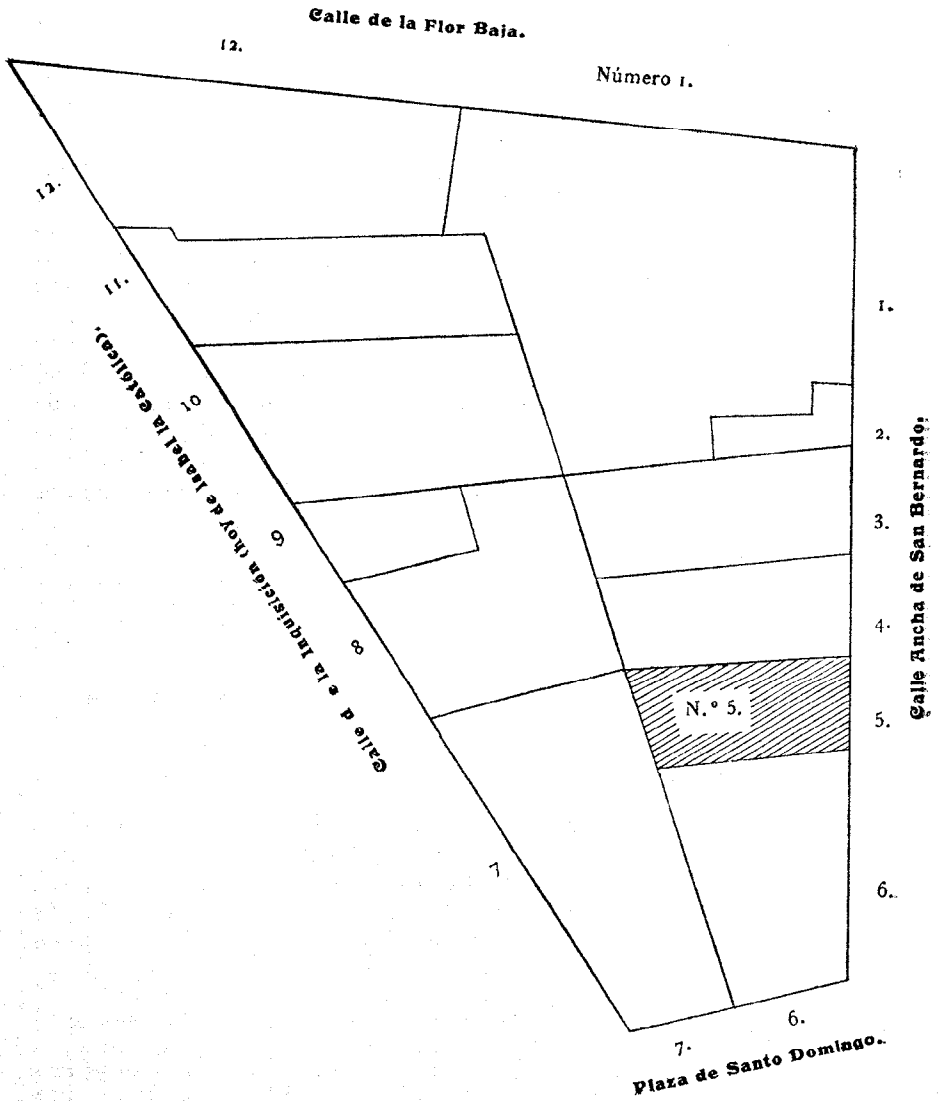 Calle de la Flor Baja.
12.
Número 1.
12.
11.
10
9
8
7
Calle d e la Inquisición (hoy de Isabel la Católica).
1.
2.
3.
4.
5.
6.
Calle Ancha de San Bernardo.
N.º 5.
7.
6.
Plaza de Santo Domingo.